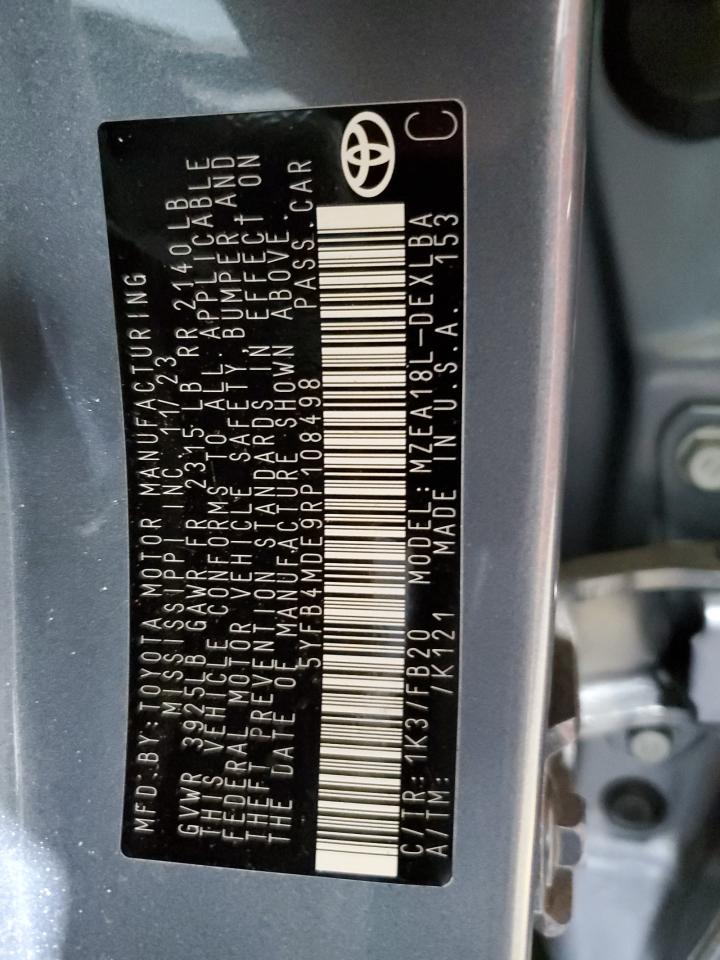 MFD.BY:TOYOTA MOTOR MANUFACTURING
MISSISSIPPI INC. 11/23
GVWR 3925LB GAWR FR 2315 LB RR 2140LB
THIS VEHICLE CONFORMS TO ALL APPLICABLE
FEDERAL MOTOR VEHICLE SAFETY, BUMPER AND
THEFT PREVENTION STANDARDS IN EFFECT ON
THE DATE OF MANUFACTURE SHOWN ABOVE.
5YFB4MDE9RP108498 PASS.CAR
C/TR:1K3/FB20 MODEL:MZEA18L-DEXLBA
A/TM: /K121 MADE IN U.S.A. 153
C